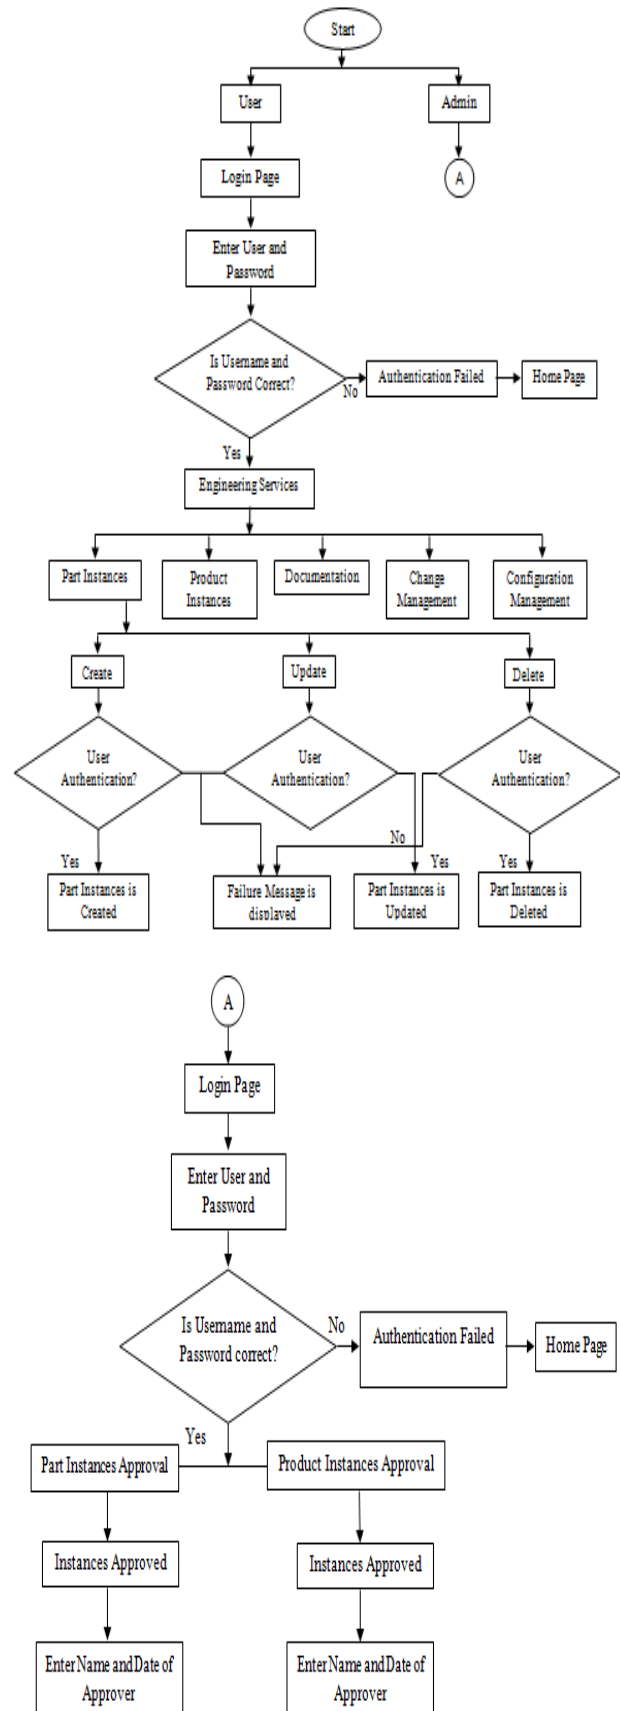 Start
User
Admin
Login Page
A
Enter User and
Password
Is Username and
Password Correct?
No
Authentication Failed
Home Page
Yes
Engineering Services
Part Instances
Product
Instances
Documentation
Change
Management
Configuration
Management
Create
Update
Delete
User
Authentication?
User
Authentication?
User
Authentication?
No
Yes
Yes
Yes
Part Instances is
Created
Failure Message is
displayed
Part Instances is
Updated
Part Instances is
Deleted
A
Login Page
Enter User and
Password
Is Username and
Password correct?
No
Authentication Failed
Home Page
Yes
Part Instances Approval
Product Instances Approval
Instances Approved
Instances Approved
Enter Name and Date of
Approver
Enter Name and Date of
Approver